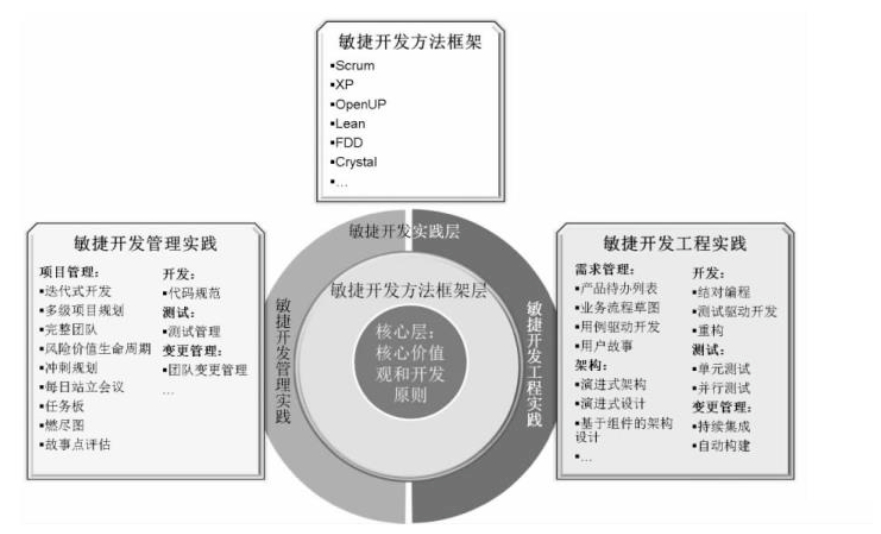 敏捷开发方法框架
▪Scrum
▪XP
▪OpenUP
▪Lean
▪FDD
▪Crystal
▪…
敏捷开发管理实践
项目管理：
▪迭代式开发
▪多级项目规划
▪完整团队
▪风险价值生命周期
▪冲刺规划
▪每日站立会议
▪任务板
▪燃尽图
▪故事点评估
开发：
▪代码规范
测试：
▪测试管理
变更管理：
▪团队变更管理
…
敏捷开发实践层
敏捷开发管理实践
敏捷开发方法框架层
核心层：
核心价值
观和开发
原则
敏捷开发工程实践
敏捷开发工程实践
需求管理：
▪产品待办列表
▪业务流程草图
▪用例驱动开发
▪用户故事
架构：
▪演进式架构
▪演进式设计
▪基于组件的架构
设计
▪…
开发：
▪结对编程
▪测试驱动开发
▪重构
测试：
▪单元测试
▪并行测试
变更管理：
▪持续集成
▪自动构建